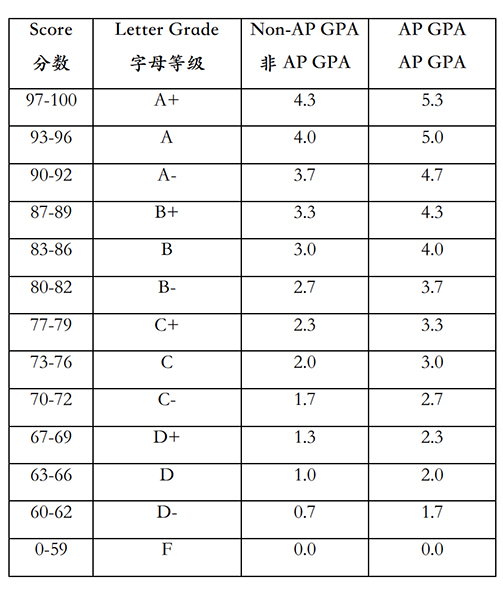 Score Letter Grade Non-AP GPA AP GPA
分数 字母等级 非 AP GPA AP GPA
97-100 A+ 4.3 5.3
93-96 A 4.0 5.0
90-92 A- 3.7 4.7
87-89 B+ 3.3 4.3
83-86 B 3.0 4.0
80-82 B- 2.7 3.7
77-79 C+ 2.3 3.3
73-76 C 2.0 3.0
70-72 C- 1.7 2.7
67-69 D+ 1.3 2.3
63-66 D 1.0 2.0
60-62 D- 0.7 1.7
0-59 F 0.0 0.0